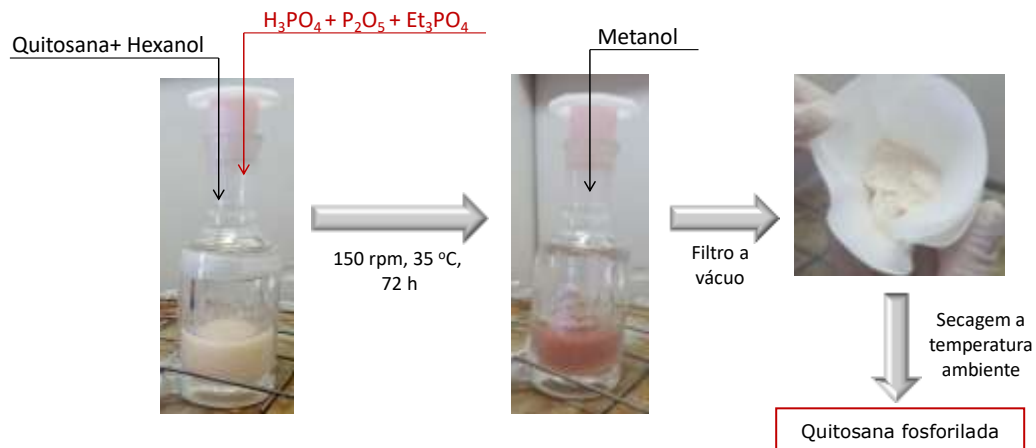 H₃PO₄ + P₂O₅ + Et₃PO₄
Quitosana+ Hexanol
Metanol
150 rpm, 35 ºC,
72 h
Filtro a
vácuo
Secagem a
temperatura
ambiente
Quitosana fosforilada